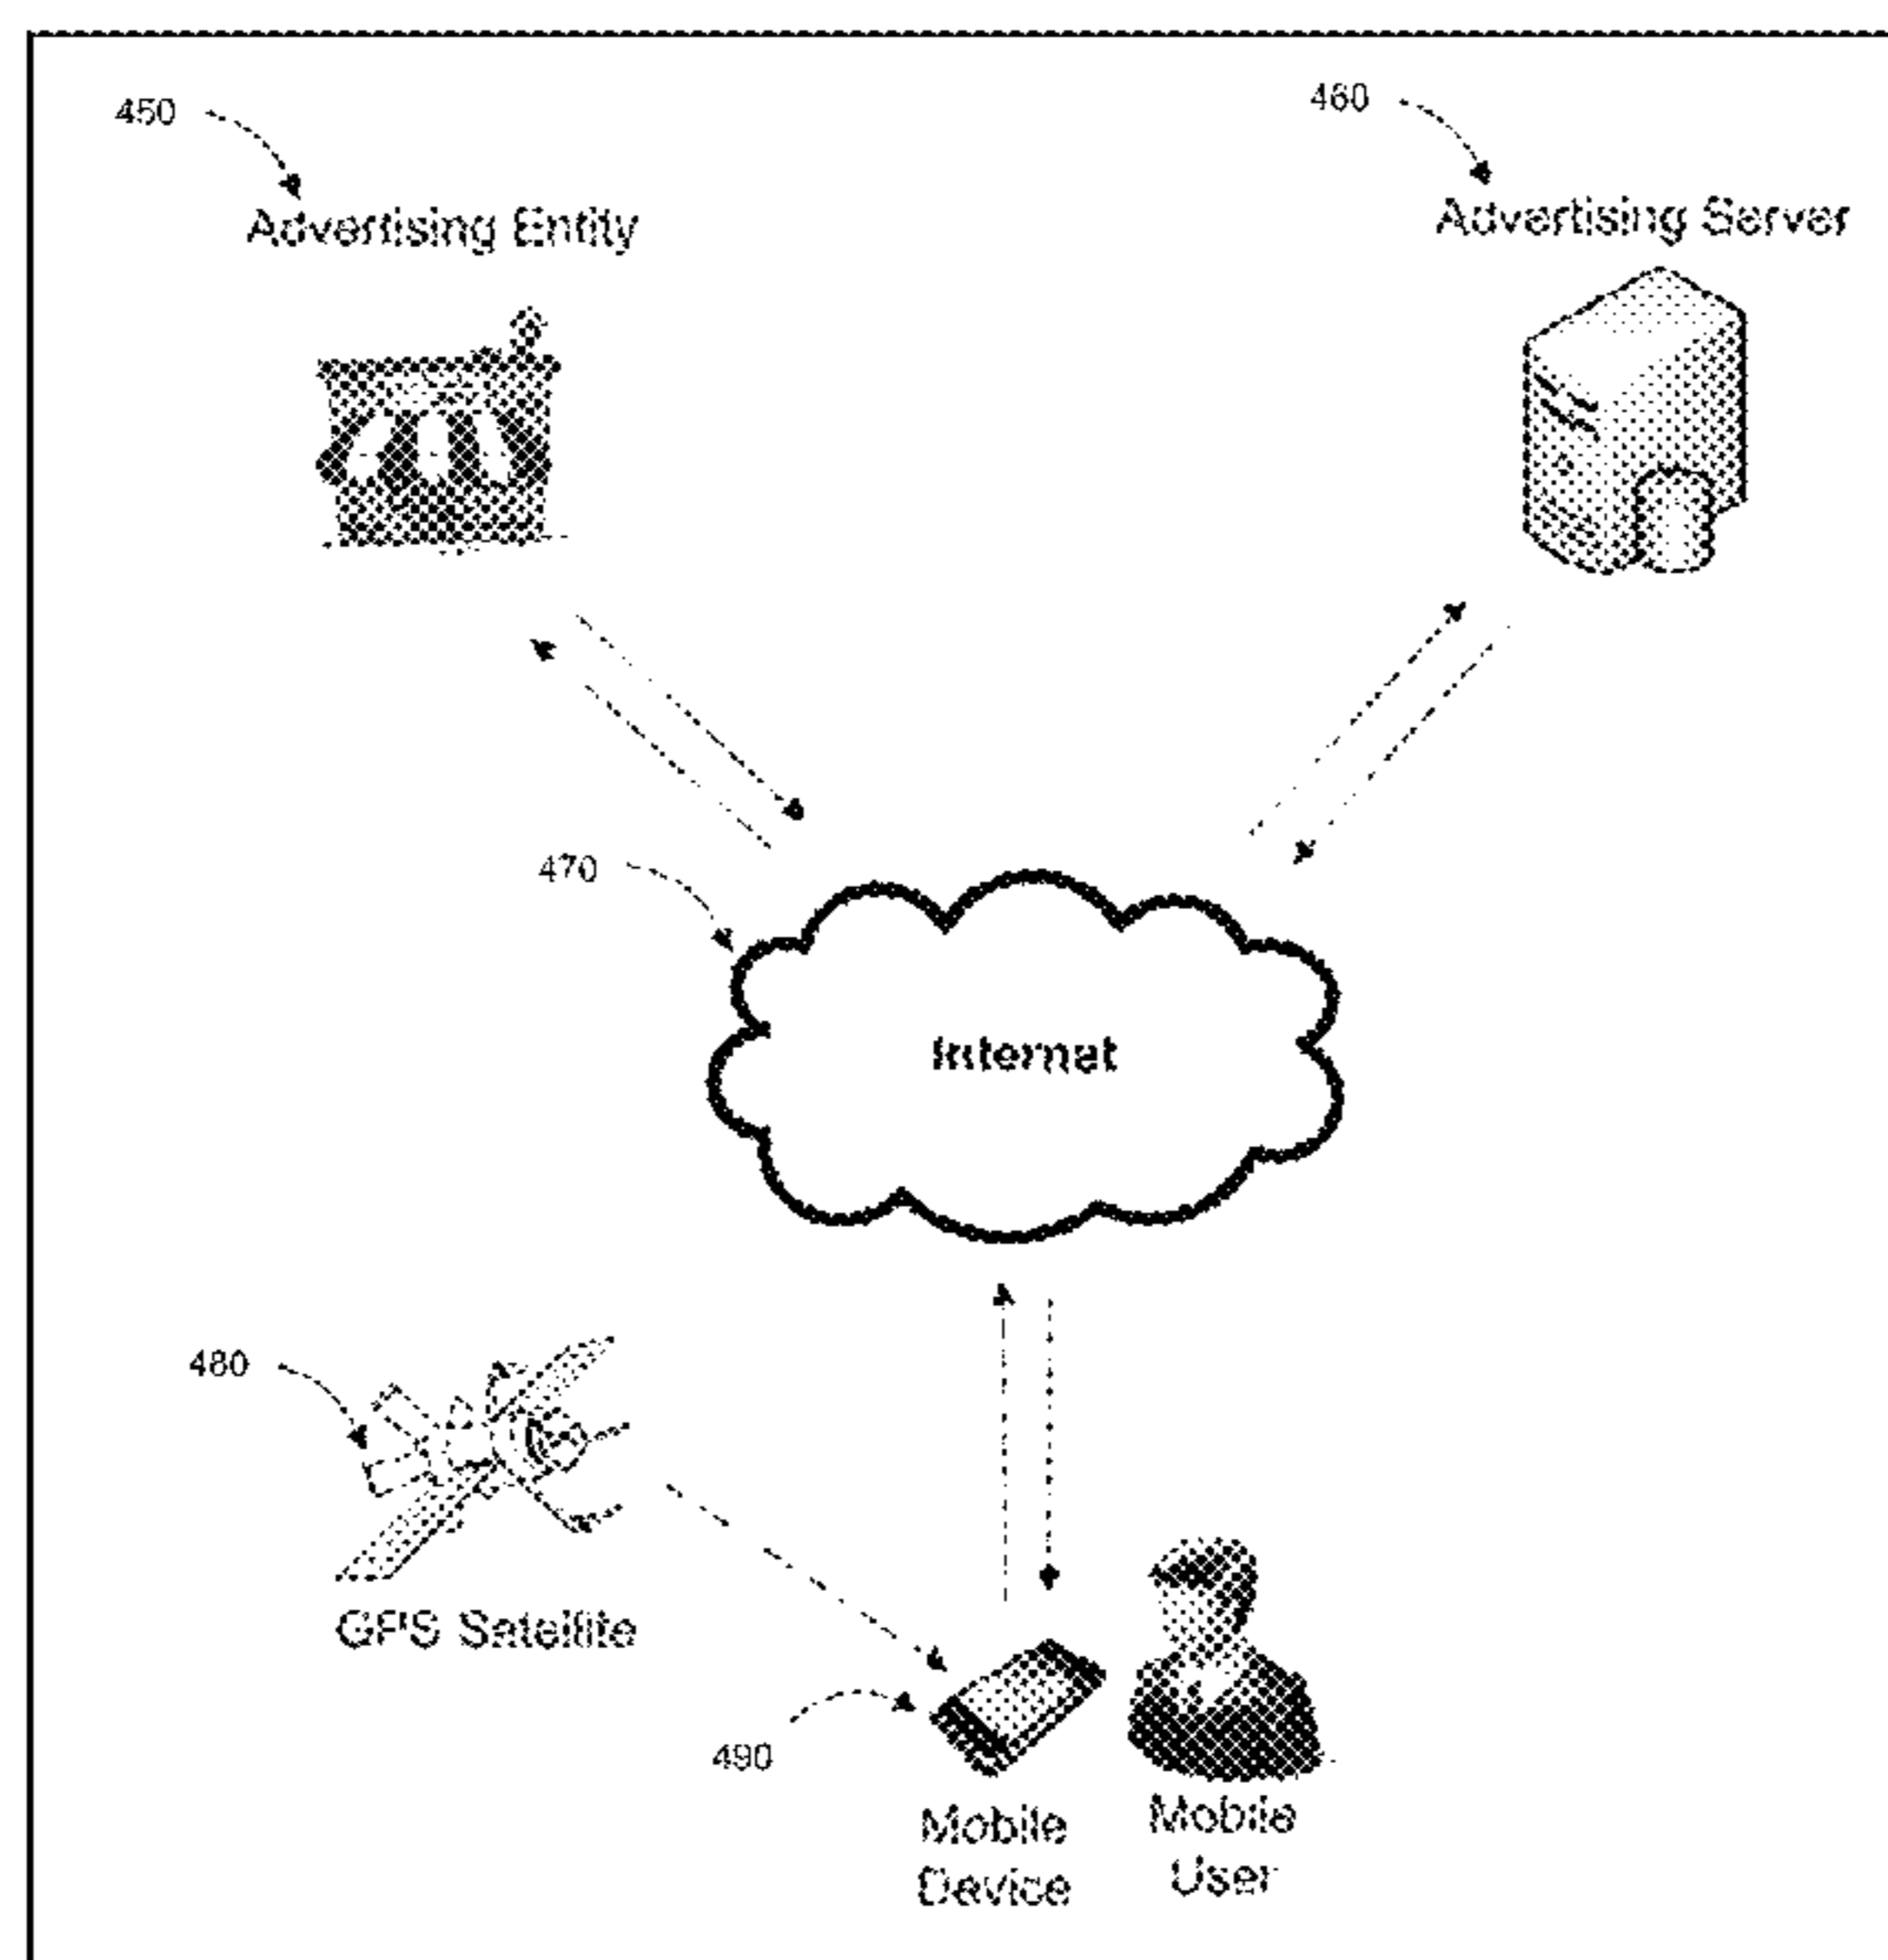 450
460
Advertising Entity
Advertising Server
470
Internet
480
GPS Satellite
490
Mobile
Device
Mobile
User